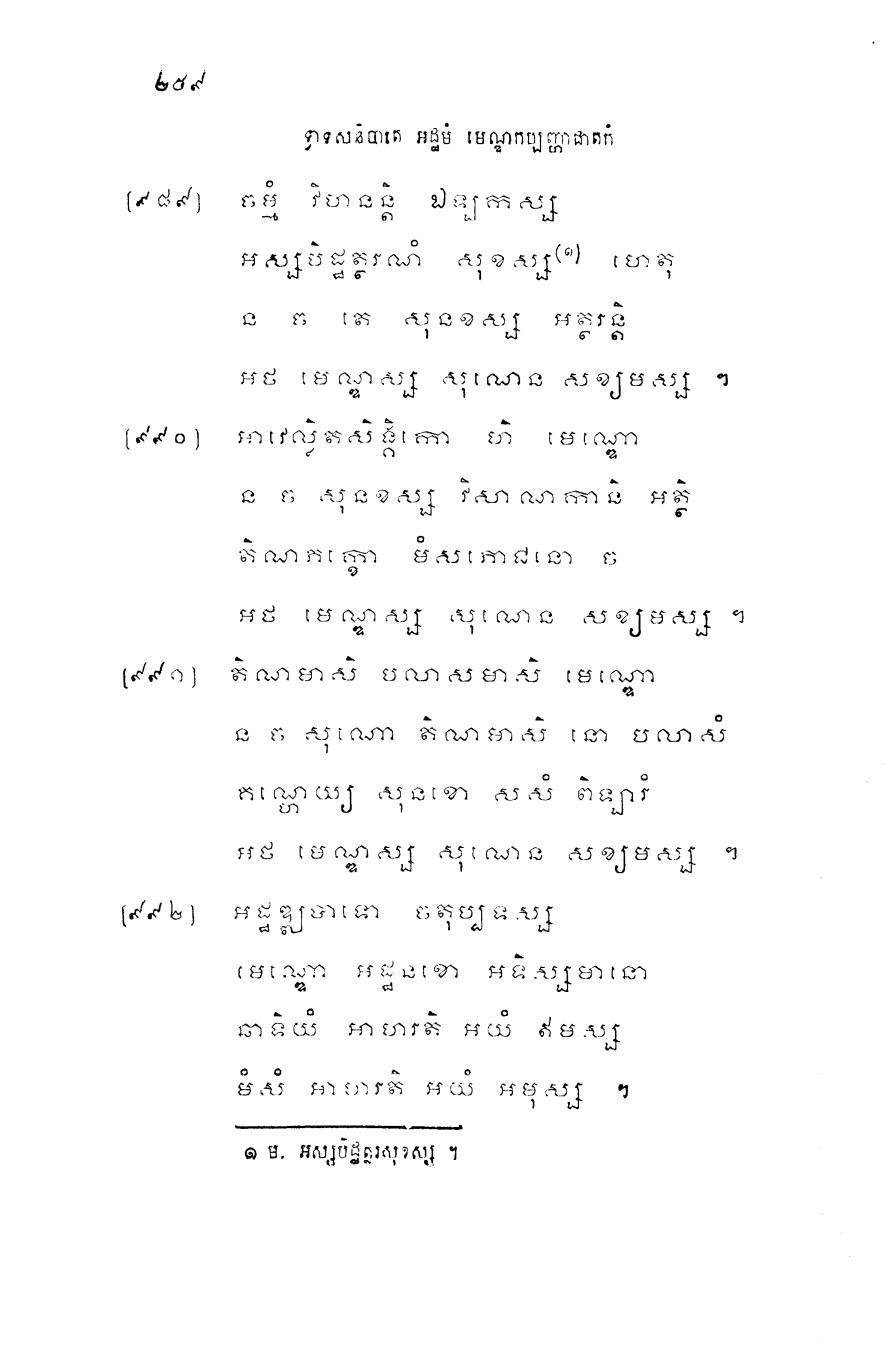 ២៥៩
ទ្វាទសនិបាតេ អដ្ឋមំ មេណ្ឌកប្បញ្ហាជាតកំ
(៩៨៩) ចម្មំ វិហនន្តិ ឯឡកស្ស
អស្សបិដ្ឋត្ថរណំ សុខស្ស(១) ហេតុ
ន ច តេ សុនខស្ស អត្ថរន្តិ
អថ មេណ្ឌស្ស សុណេន សខ្យមស្ស ។
(៩៩០) អាវេល្លិតសិង្គិកោ ហិ មេណ្ឌោ
ន ច សុនខស្ស វិសាណកានិ អត្ថិ
តិណភក្ខោ មំសភោជនោ ច
អថ មេណ្ឌស្ស សុណេន សខ្យមស្ស ។
(៩៩១) តិណមាសិ បលាសមាសិ មេណ្ឌោ
ន ច សុណោ តិណមាសិ នោ បលាសំ
គណ្ហេយ្យ សុនខោ សសំ ពិឡារំ
អថ មេណ្ឌស្ស សុណេន សខ្យមស្ស ។
(៩៩២) អដ្ឋឌ្ឍបាទោ ចតុប្បទស្ស
មេណ្ឌោ អដ្ឋនខោ អទិស្សមានោ
ឆាទិយំ អាហរតិ អយំ ឥមស្ស
មំសំ អាហរតិ អយំ អមុស្ស ។
១ ម. អស្សបិដ្ឋត្ថរសុខស្ស ។